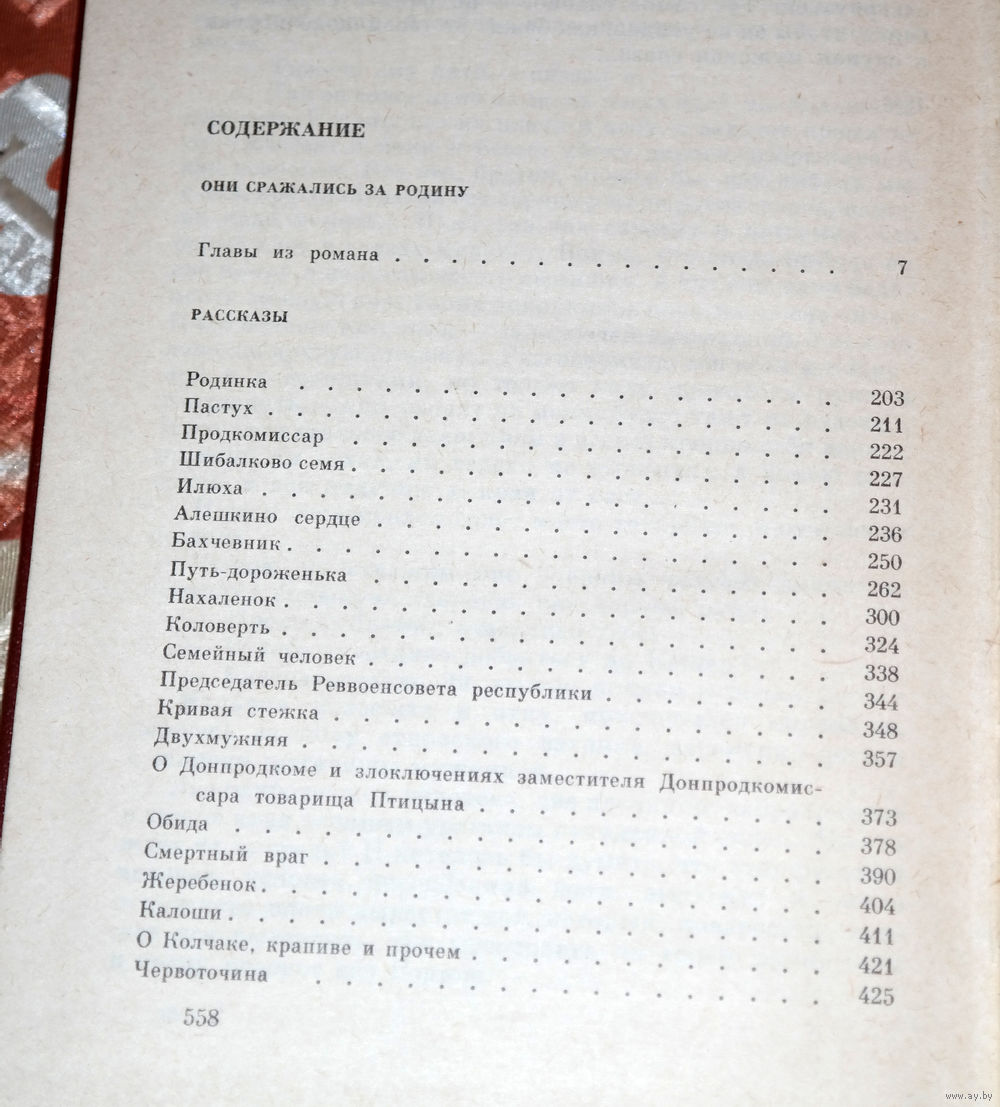 СОДЕРЖАНИЕ
ОНИ СРАЖАЛИСЬ ЗА РОДИНУ
Главы из романа . . . . . . . . . . . . . . . . 7
РАССКАЗЫ
Родинка . . . . . . . . . . . . . . . . . . . 203
Пастух . . . . . . . . . . . . . . . . . . . . 211
Продкомиссар . . . . . . . . . . . . . . . . . 222
Шибалково семя . . . . . . . . . . . . . . . . 227
Илюха . . . . . . . . . . . . . . . . . . . . 231
Алешкино сердце . . . . . . . . . . . . . . . 236
Бахчевник . . . . . . . . . . . . . . . . . . 250
Путь-дороженька . . . . . . . . . . . . . . . 262
Нахаленок . . . . . . . . . . . . . . . . . . 300
Коловерть . . . . . . . . . . . . . . . . . . 324
Семейный человек . . . . . . . . . . . . . . . 338
Председатель Реввоенсовета республики . . . . . . . . 344
Кривая стежка . . . . . . . . . . . . . . . . 348
Двухмужняя . . . . . . . . . . . . . . . . . . 357
О Донпродкоме и злоключениях заместителя Донпродкомис-
сара товарища Птицына . . . . . . . . . . . . 373
Обида . . . . . . . . . . . . . . . . . . . . 378
Смертный враг . . . . . . . . . . . . . . . . 390
Жеребенок . . . . . . . . . . . . . . . . . . 404
Калоши . . . . . . . . . . . . . . . . . . . . 411
О Колчаке, крапиве и прочем . . . . . . . . . . . . 421
Червоточина . . . . . . . . . . . . . . . . . 425
558
www.ay.by